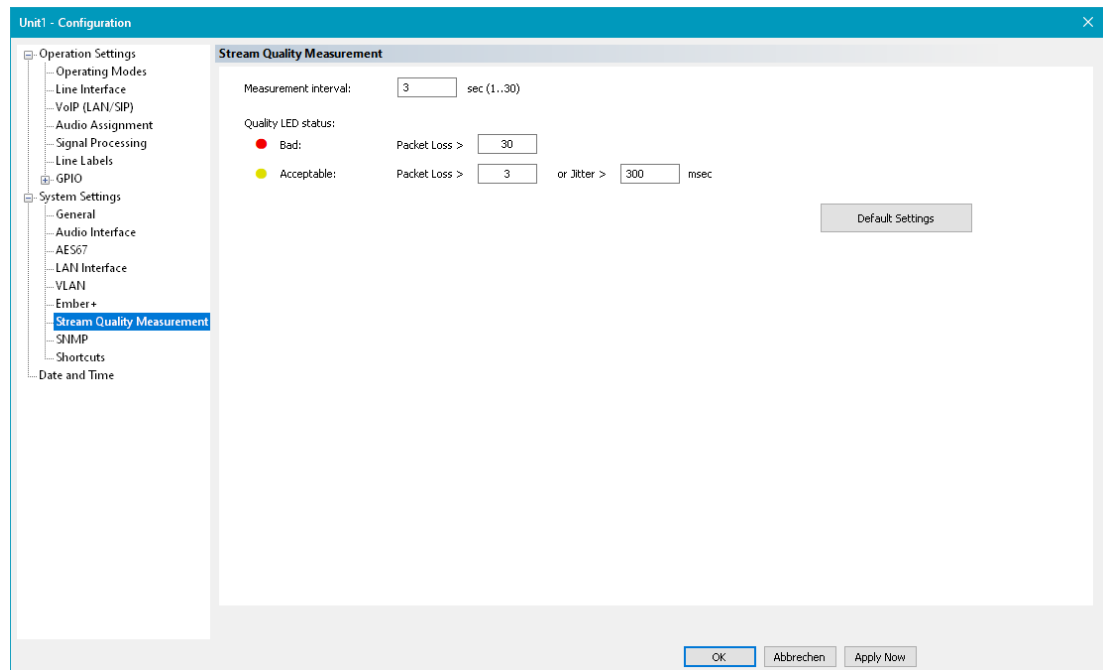 Unit1 - Configuration
Operation Settings
Operating Modes
Line Interface
VoIP (LAN/SIP)
Audio Assignment
Signal Processing
Line Labels
GPIO
System Settings
General
Audio Interface
AES67
LAN Interface
VLAN
Ember+
Stream Quality Measurement
SNMP
Shortcuts
Date and Time
Stream Quality Measurement
Measurement interval: 3 sec (1..30)
Quality LED status:
Bad: Packet Loss > 30
Acceptable: Packet Loss > 3 or Jitter > 300 msec
Default Settings
OK Abbrechen Apply Now